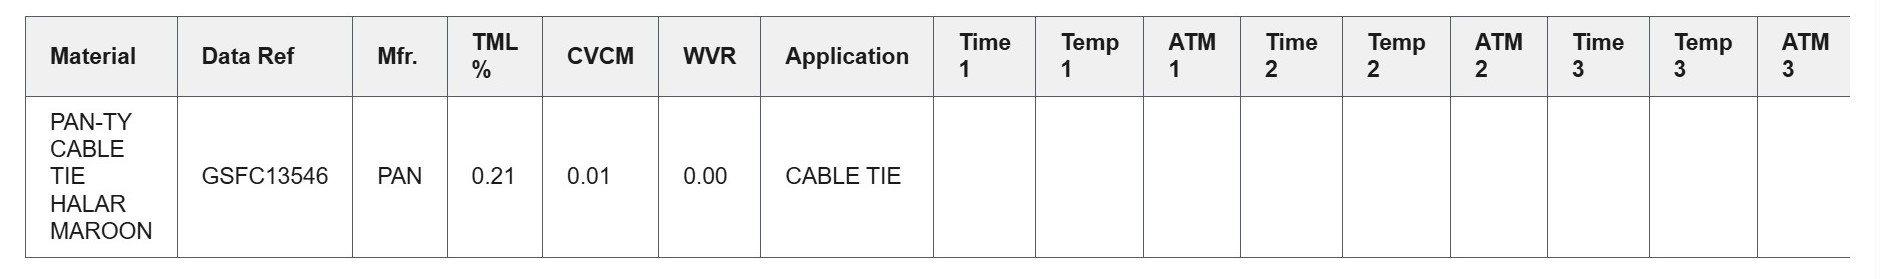 Material Data Ref Mfr. TML % CVCM WVR Application Time 1 Temp 1 ATM 1 Time 2 Temp 2 ATM 2 Time 3 Temp 3 ATM 3
PAN-TY
CABLE
TIE
HALAR
MAROON
GSFC13546 PAN 0.21 0.01 0.00 CABLE TIE